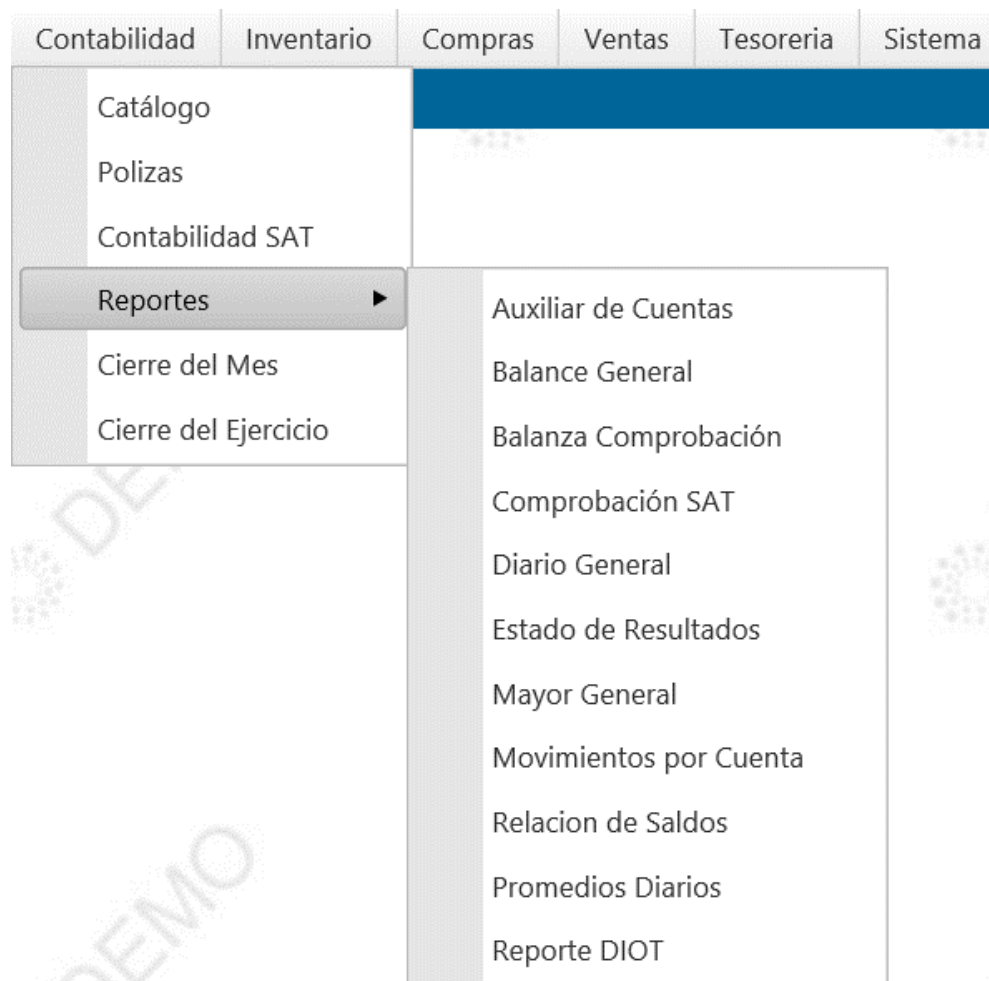 Contabilidad Inventario Compras Ventas Tesoreria Sistema
Catálogo
Polizas
Contabilidad SAT
Reportes
Cierre del Mes
Cierre del Ejercicio
Auxiliar de Cuentas
Balance General
Balanza Comprobación
Comprobación SAT
Diario General
Estado de Resultados
Mayor General
Movimientos por Cuenta
Relacion de Saldos
Promedios Diarios
Reporte DIOT
DEMO